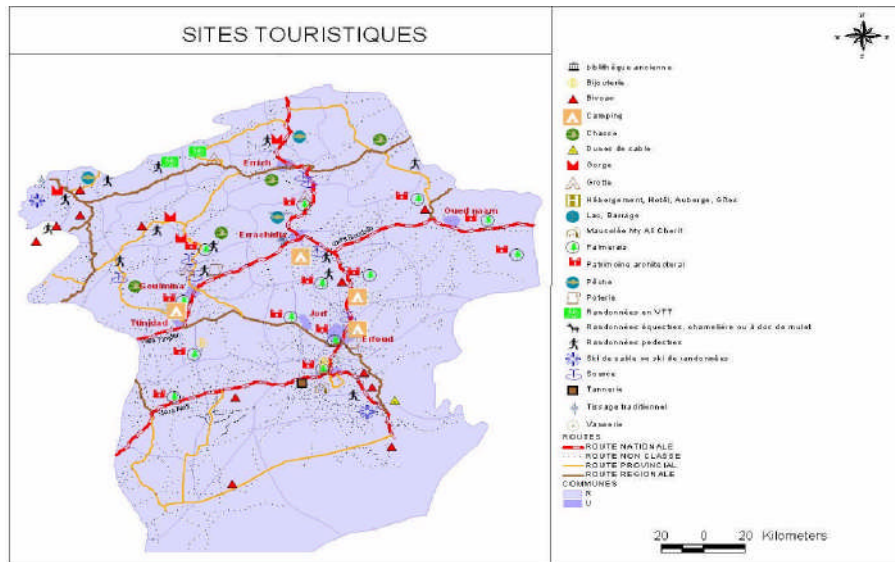 SITES TOURISTIQUES
bibliothèque ancienne
Bijouterie
Bivouac
Camping
Chasse
Dunes de sable
Gorge
Grotte
Hébergement, Hotêl, Auberge, Gîtes
Lac, Barrage
Mausolée My Ali Cherif
Palmeraie
Patrimoine architectural
Pêche
Poterie
Randonnées en VTT
Randonnées équestres, chamelière ou à dos de mulet
Randonnées pedestres
Ski de sable ou ski de randonnées
Source
Tannerie
Tissage traditionnel
Vannerie
ROUTES
ROUTE NATIONALE
ROUTE NON CLASSE
ROUTE PROVINCIAL
ROUTE REGIONALE
COMMUNES
R
U
Errich
Oued naam
Errachidia
Goulmima
Tinjdad
Jorf
Erfoud
20 0 20 Kilometers